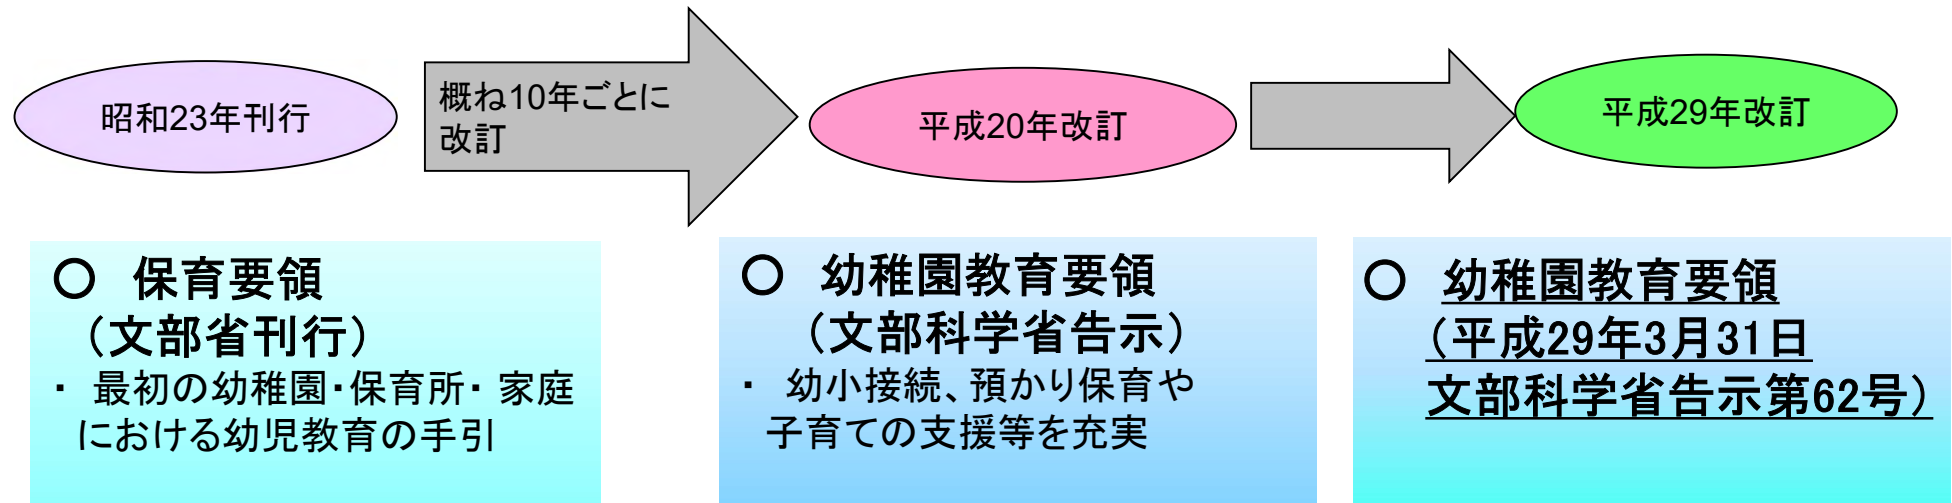 昭和23年刊行
概ね10年ごとに
改訂
平成20年改訂
平成29年改訂
○ 保育要領
（文部省刊行）
・ 最初の幼稚園・保育所・ 家庭
における幼児教育の手引
○ 幼稚園教育要領
（文部科学省告示）
・ 幼小接続、預かり保育や
子育ての支援等を充実
○ 幼稚園教育要領
（平成29年3月31日
文部科学省告示第62号）